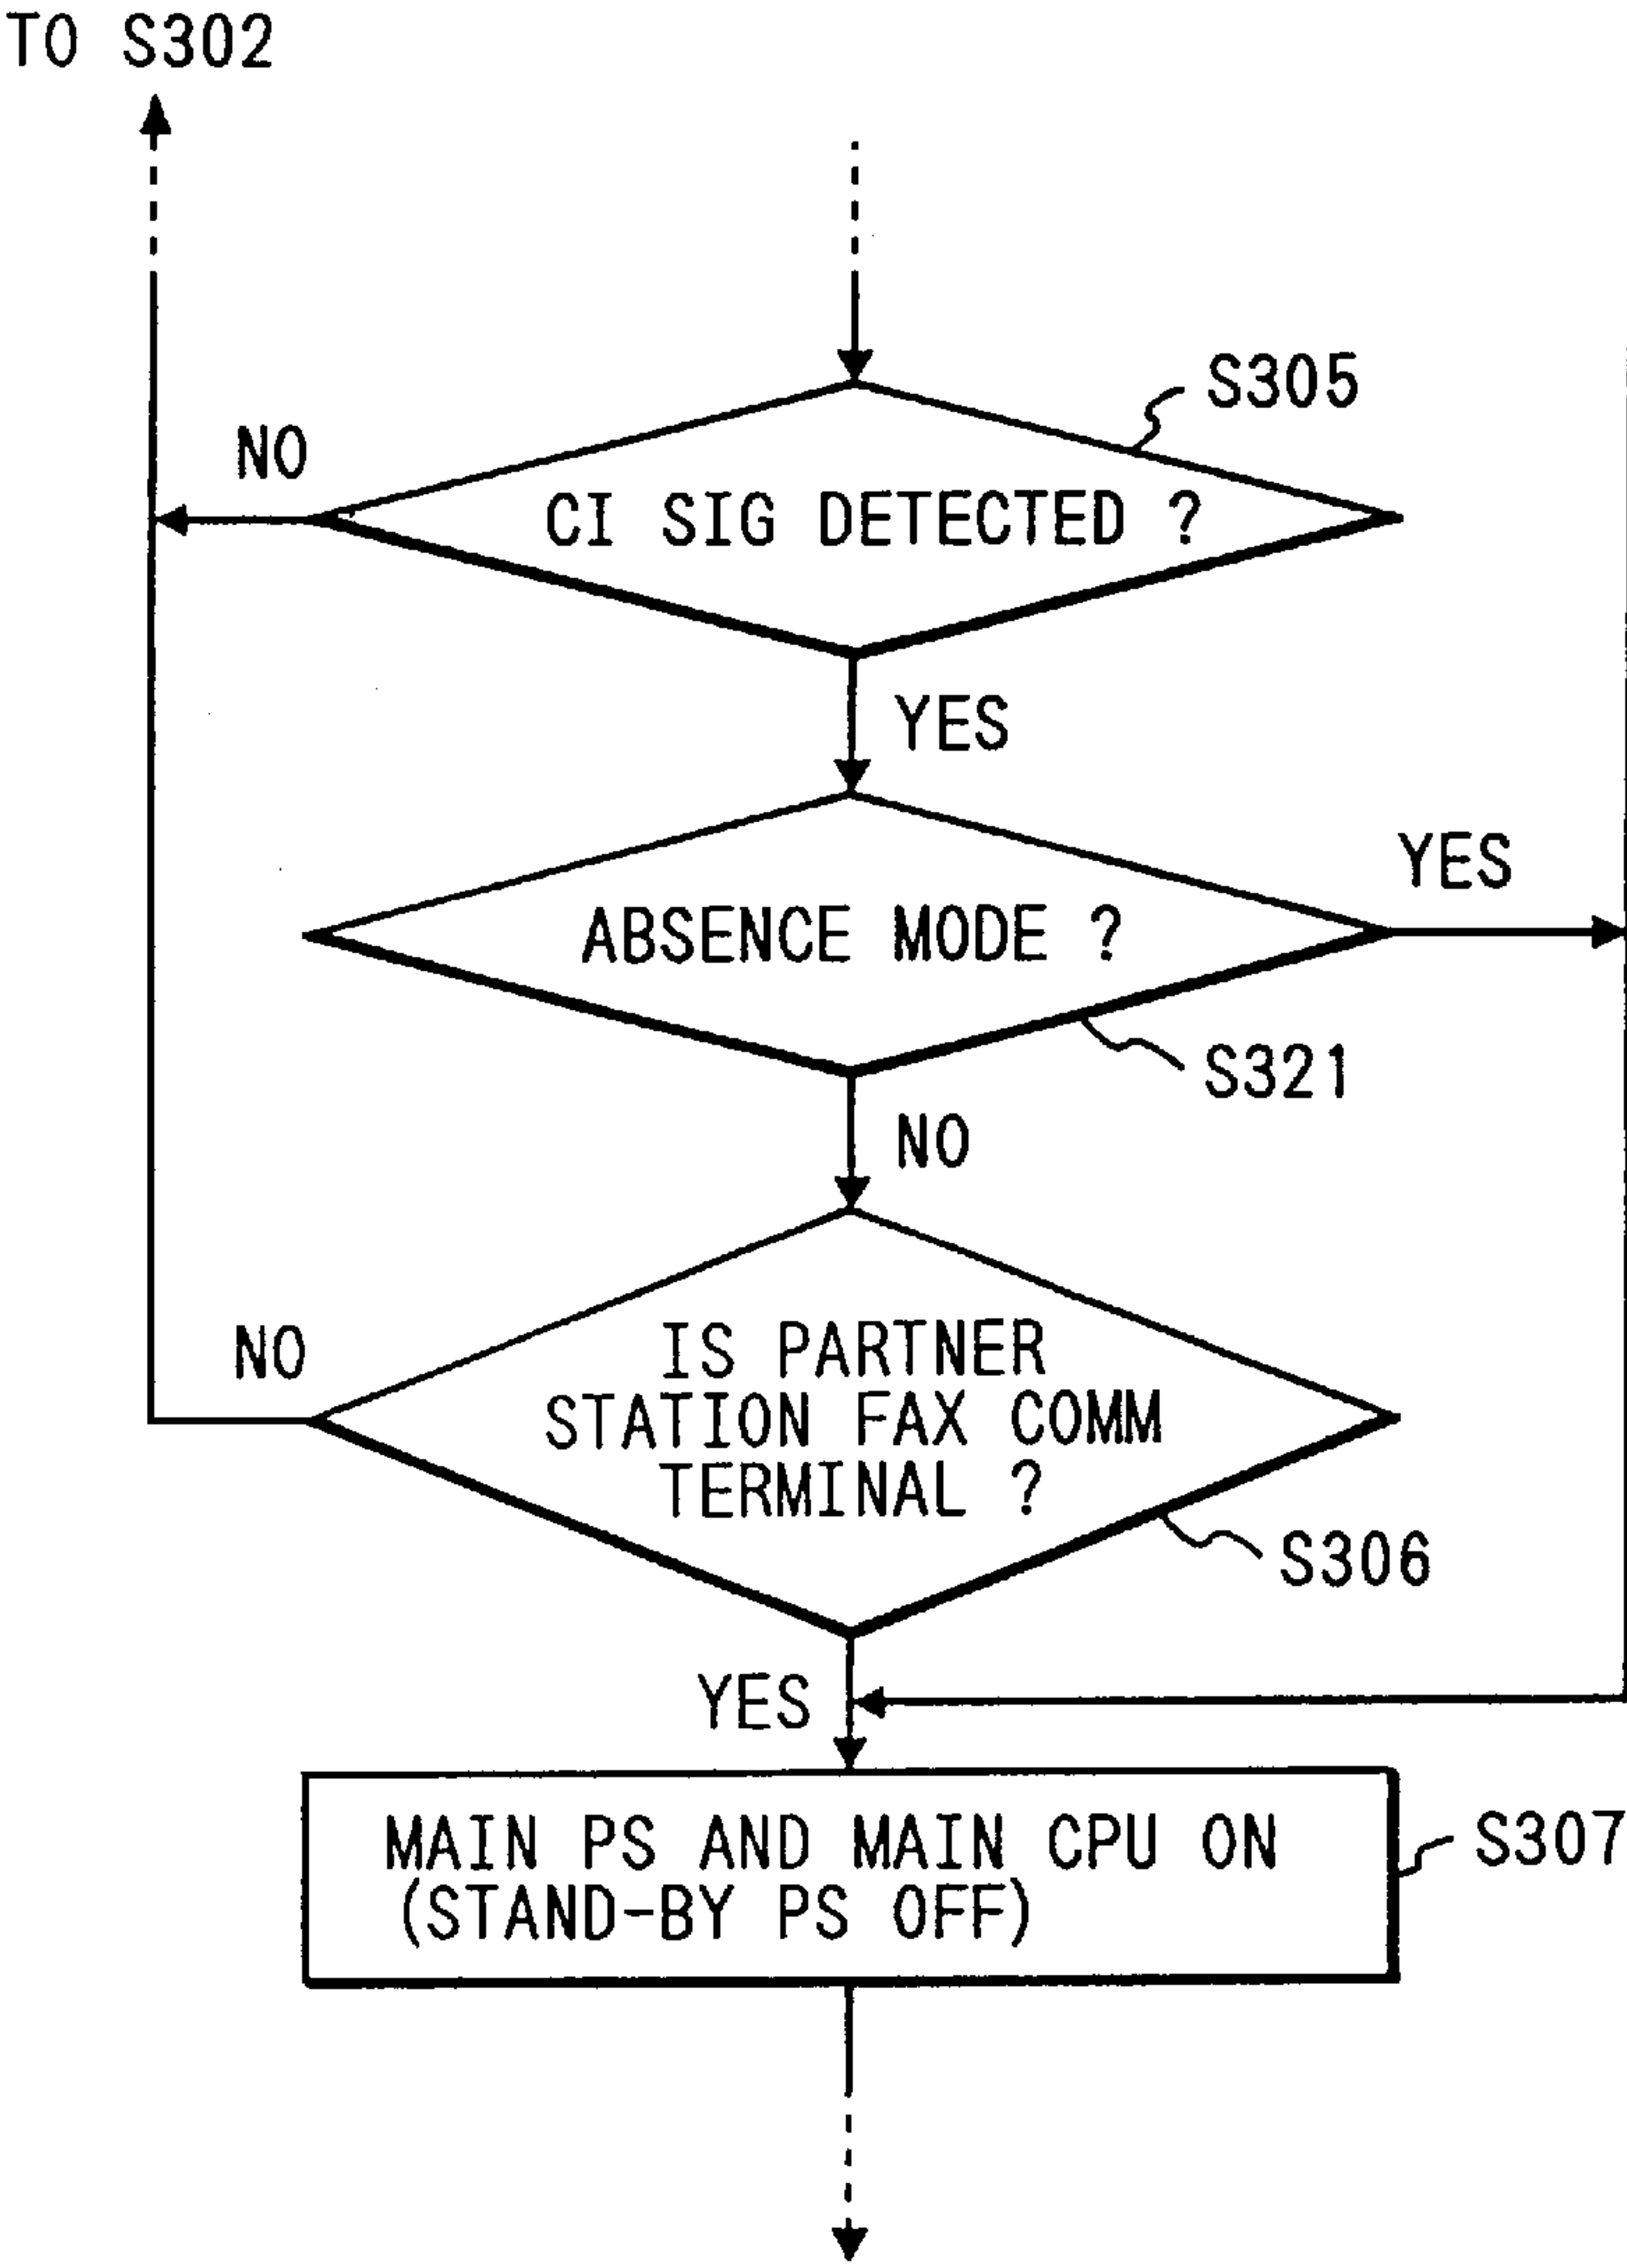 TO S302
S305
NO
CI SIG DETECTED ?
YES
YES
ABSENCE MODE ?
S321
NO
NO
IS PARTNER
STATION FAX COMM
TERMINAL ?
S306
YES
MAIN PS AND MAIN CPU ON
(STAND-BY PS OFF)
S307